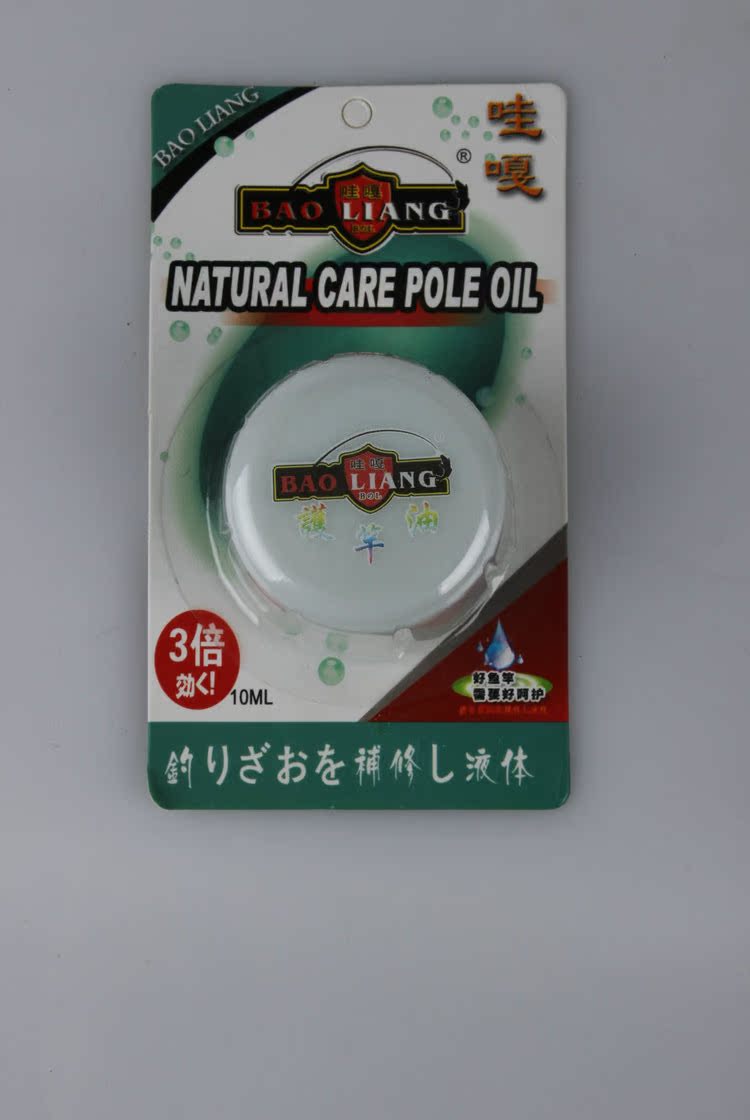 BAO LIANG
哇
嘎
®
哇嘎
BAO LIANG
BOL
NATURAL CARE POLE OIL
哇嘎
BAO LIANG
BOL
護竿油
3倍
効く!
10ML
好鱼竿
需要好呵护
釣りざおを補修し液体